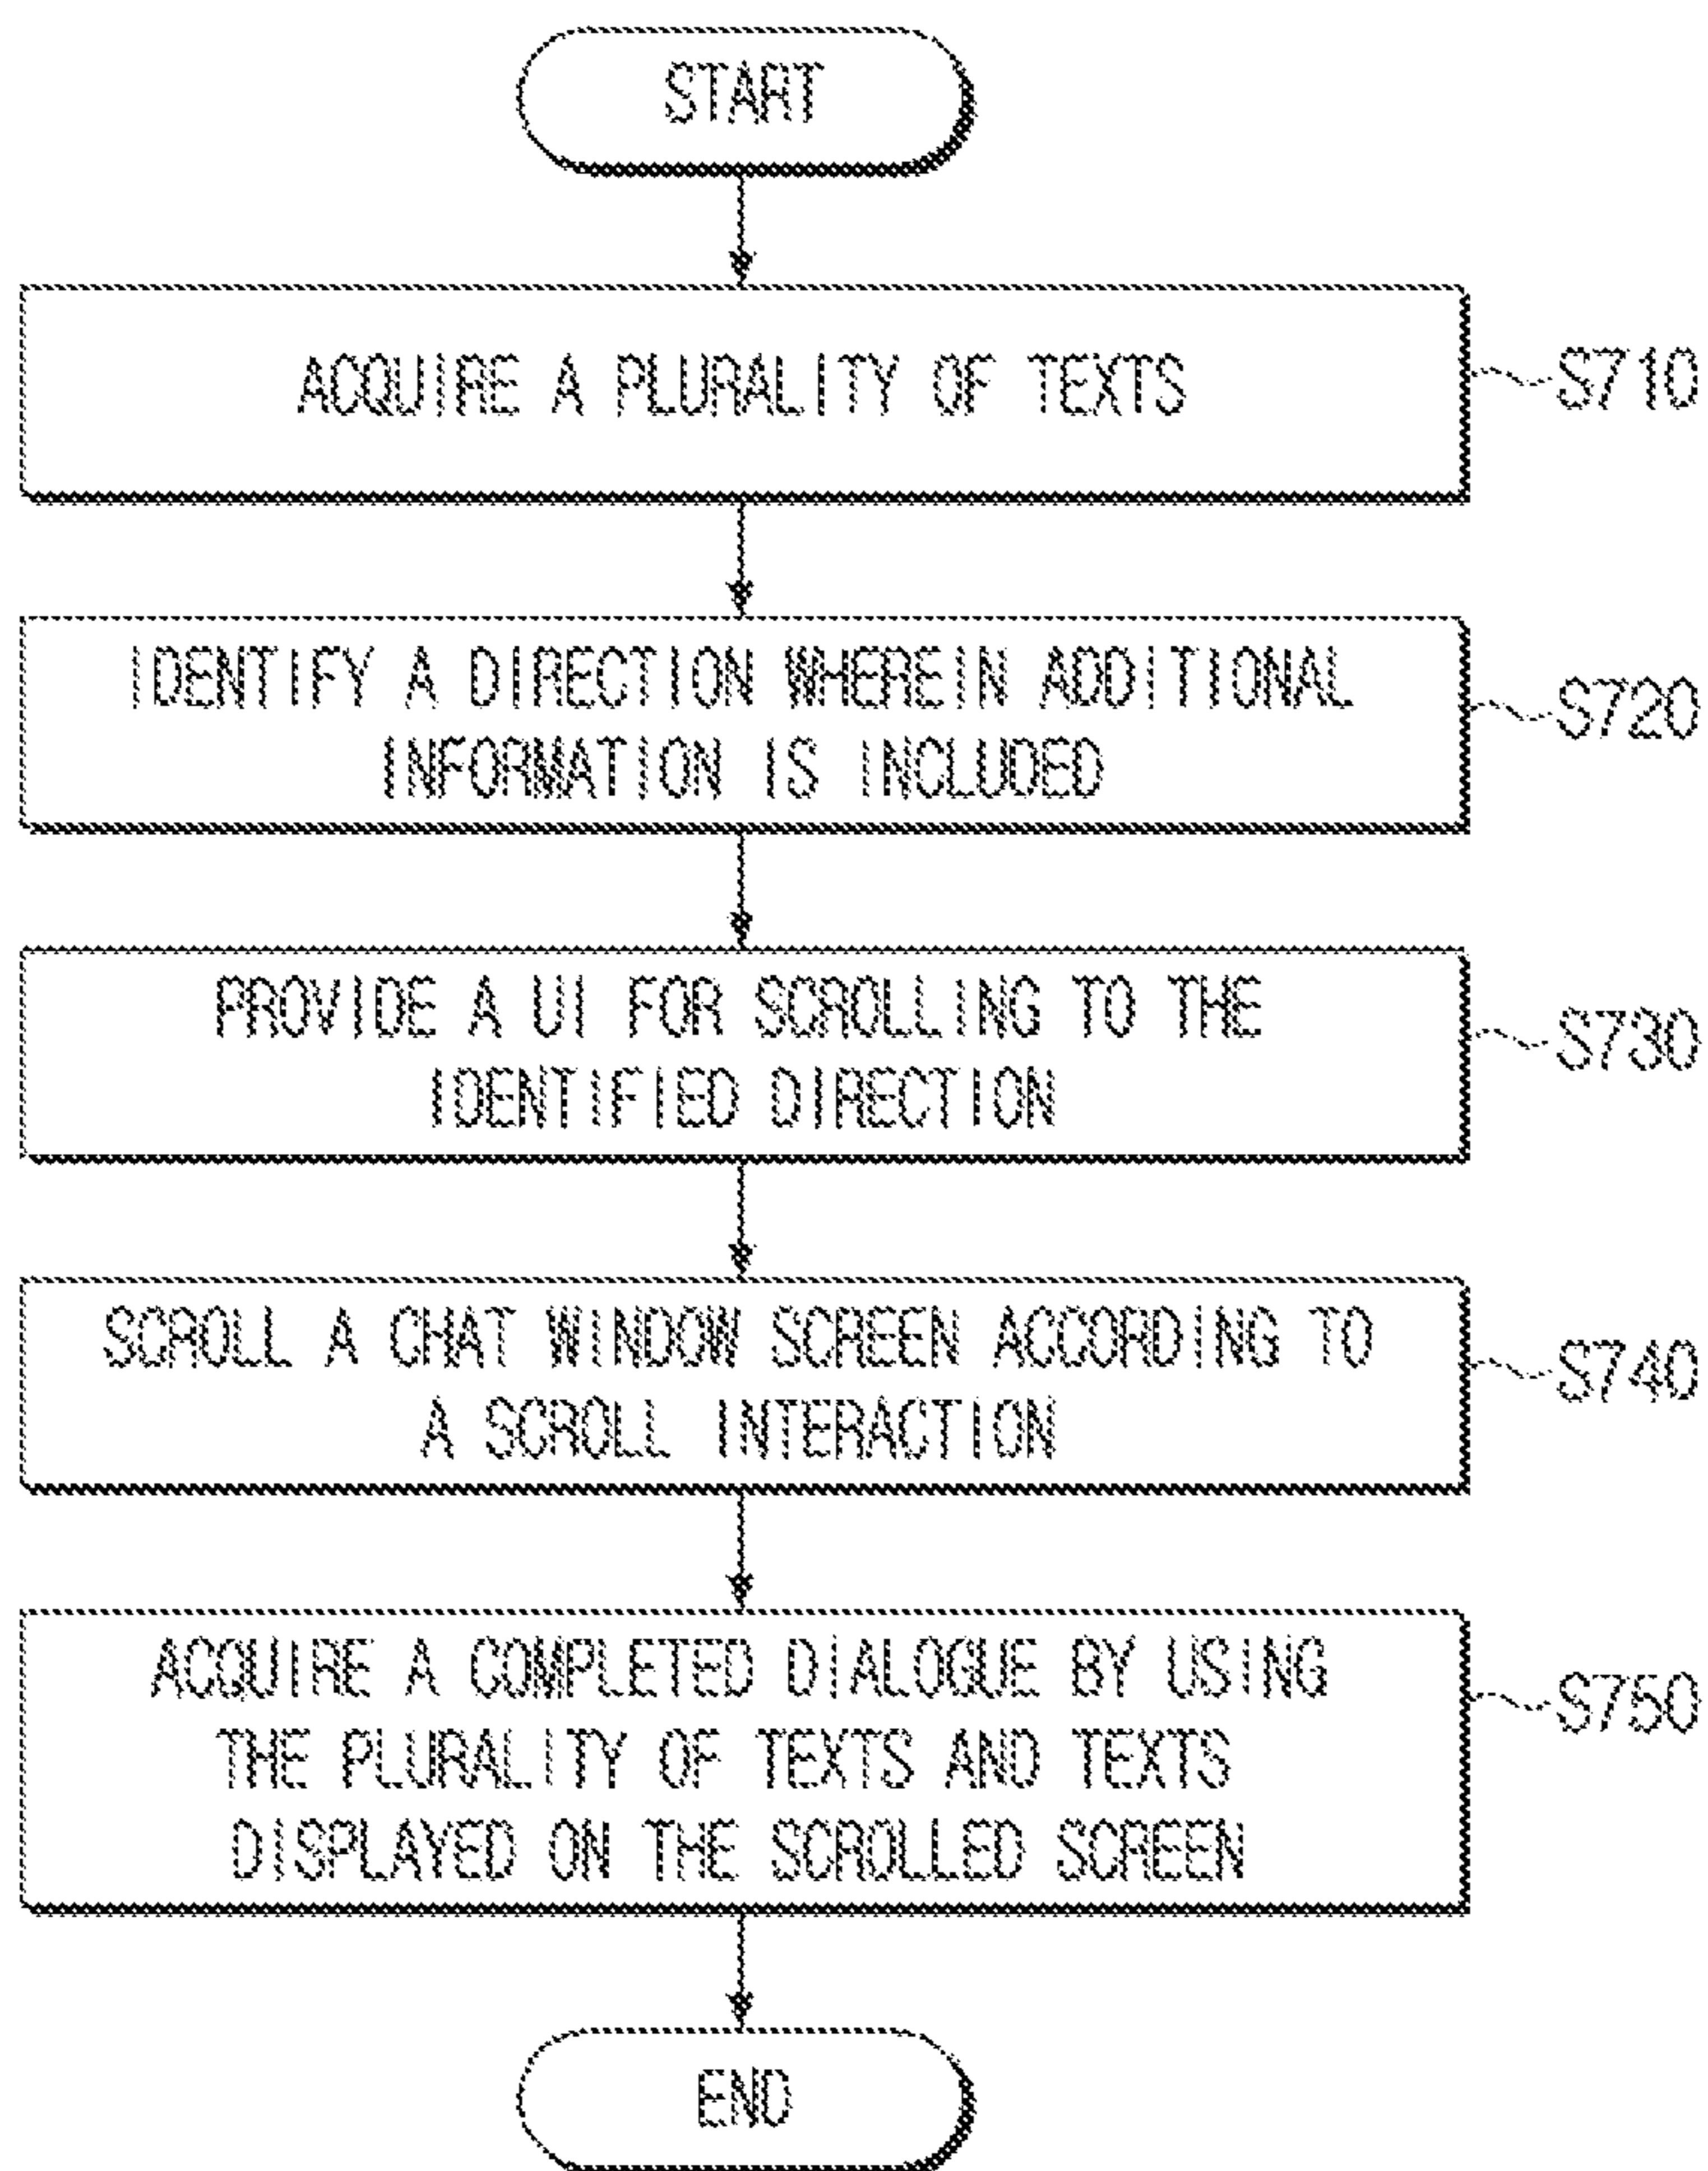 START
ACQUIRE A PLURALITY OF TEXTS
S710
IDENTIFY A DIRECTION WHEREIN ADDITIONAL
INFORMATION IS INCLUDED
S720
PROVIDE A UI FOR SCROLLING TO THE
IDENTIFIED DIRECTION
S730
SCROLL A CHAT WINDOW SCREEN ACCORDING TO
A SCROLL INTERACTION
S740
ACQUIRE A COMPLETED DIALOGUE BY USING
THE PLURALITY OF TEXTS AND TEXTS
DISPLAYED ON THE SCROLLED SCREEN
S750
END